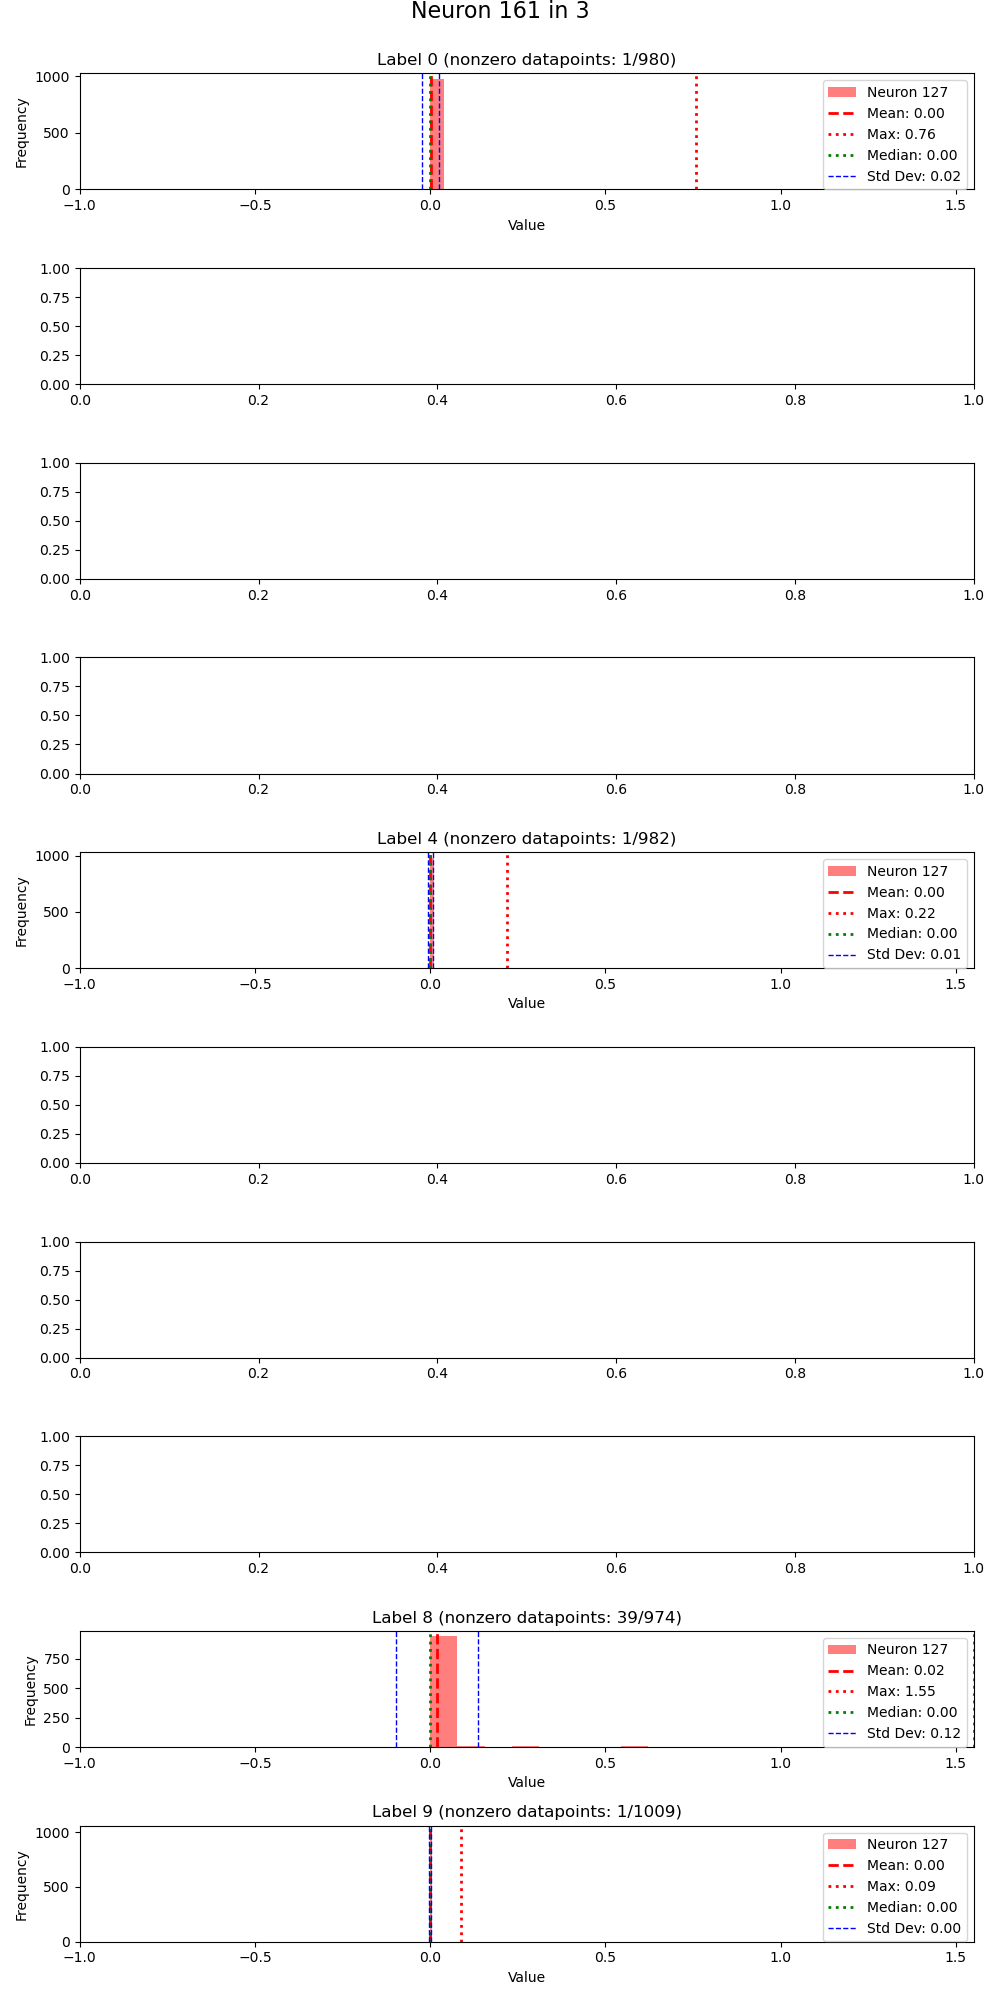 Neuron 161 in 3
Label 0 (nonzero datapoints: 1/980)
Frequency
1000
500
0
Neuron 127
Mean: 0.00
Max: 0.76
Median: 0.00
Std Dev: 0.02
−1.0 −0.5 0.0 0.5 1.0 1.5
Value
1.00
0.75
0.50
0.25
0.00
0.0 0.2 0.4 0.6 0.8 1.0
1.00
0.75
0.50
0.25
0.00
0.0 0.2 0.4 0.6 0.8 1.0
1.00
0.75
0.50
0.25
0.00
0.0 0.2 0.4 0.6 0.8 1.0
Label 4 (nonzero datapoints: 1/982)
Frequency
1000
500
0
Neuron 127
Mean: 0.00
Max: 0.22
Median: 0.00
Std Dev: 0.01
−1.0 −0.5 0.0 0.5 1.0 1.5
Value
1.00
0.75
0.50
0.25
0.00
0.0 0.2 0.4 0.6 0.8 1.0
1.00
0.75
0.50
0.25
0.00
0.0 0.2 0.4 0.6 0.8 1.0
1.00
0.75
0.50
0.25
0.00
0.0 0.2 0.4 0.6 0.8 1.0
Label 8 (nonzero datapoints: 39/974)
Frequency
750
500
250
0
Neuron 127
Mean: 0.02
Max: 1.55
Median: 0.00
Std Dev: 0.12
−1.0 −0.5 0.0 0.5 1.0 1.5
Value
Label 9 (nonzero datapoints: 1/1009)
Frequency
1000
500
0
Neuron 127
Mean: 0.00
Max: 0.09
Median: 0.00
Std Dev: 0.00
−1.0 −0.5 0.0 0.5 1.0 1.5
Value